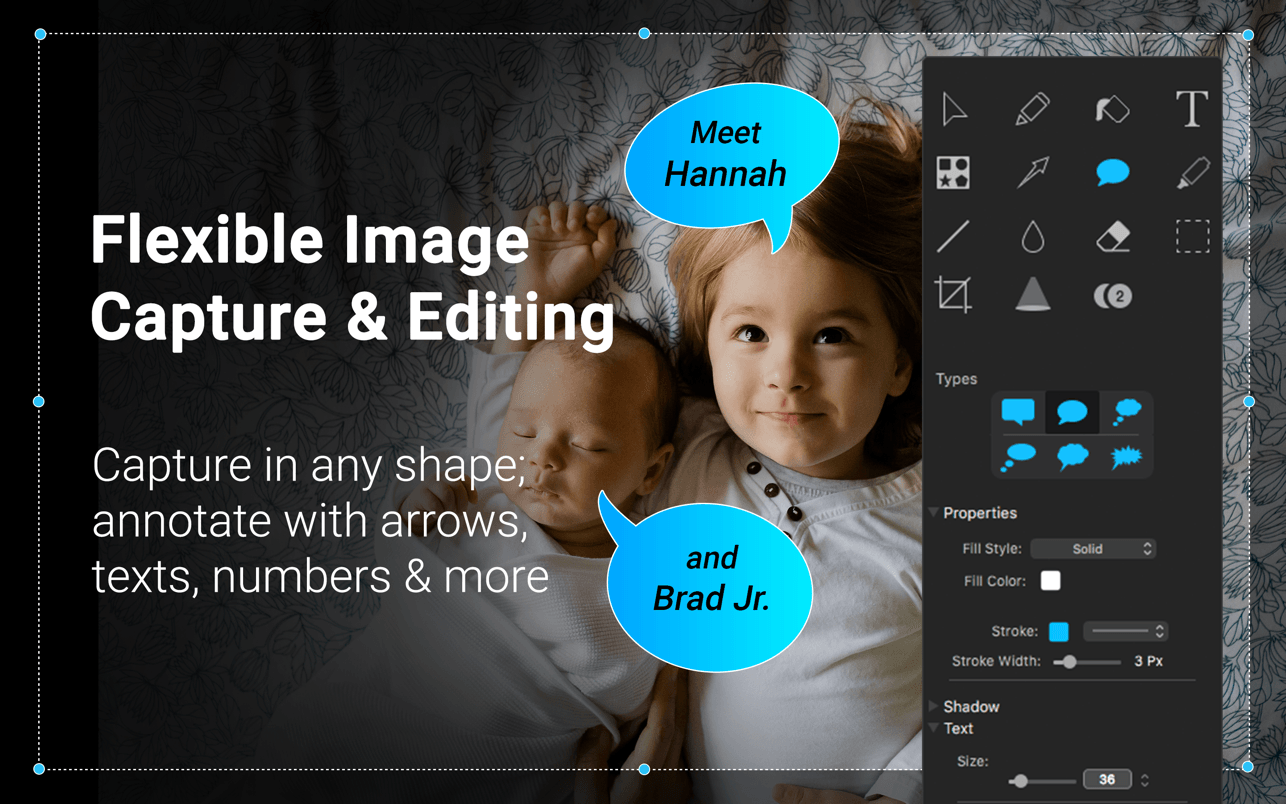 Flexible Image
Capture & Editing
Capture in any shape;
annotate with arrows,
texts, numbers & more
Meet
Hannah
and
Brad Jr.
T
2
Types
Properties
Fill Style: Solid
Fill Color:
Stroke:
Stroke Width: 3 Px
Shadow
Text
Size: 36